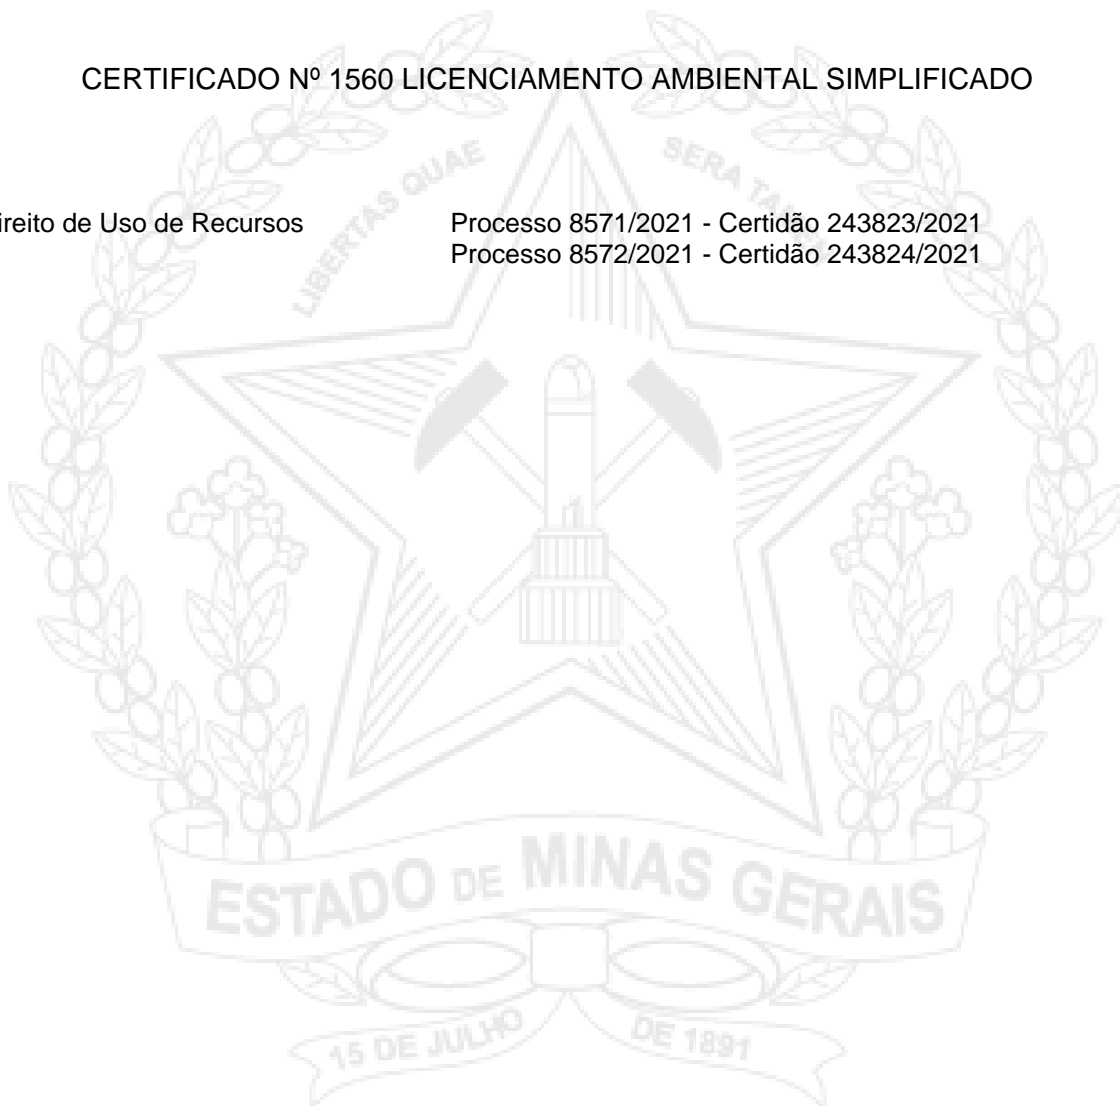 CERTIFICADO Nº 1560 LICENCIAMENTO AMBIENTAL SIMPLIFICADO
LIBERTAS QUAE SERA
ireito de Uso de Recursos Processo 8571/2021 - Certidão 243823/2021
Processo 8572/2021 - Certidão 243824/2021
ESTADO DE MINAS GERAIS
15 DE JULHO DE 1891